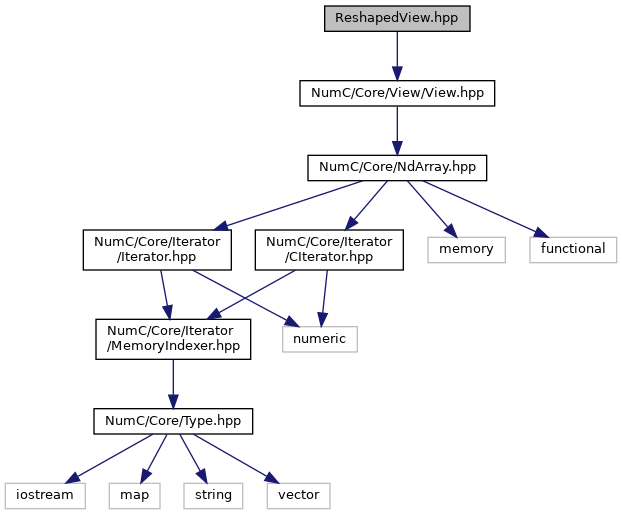 ReshapedView.hpp
NumC/Core/View/View.hpp
NumC/Core/NdArray.hpp
NumC/Core/Iterator
/Iterator.hpp
NumC/Core/Iterator
/CIterator.hpp
memory
functional
NumC/Core/Iterator
/MemoryIndexer.hpp
numeric
NumC/Core/Type.hpp
iostream
map
string
vector